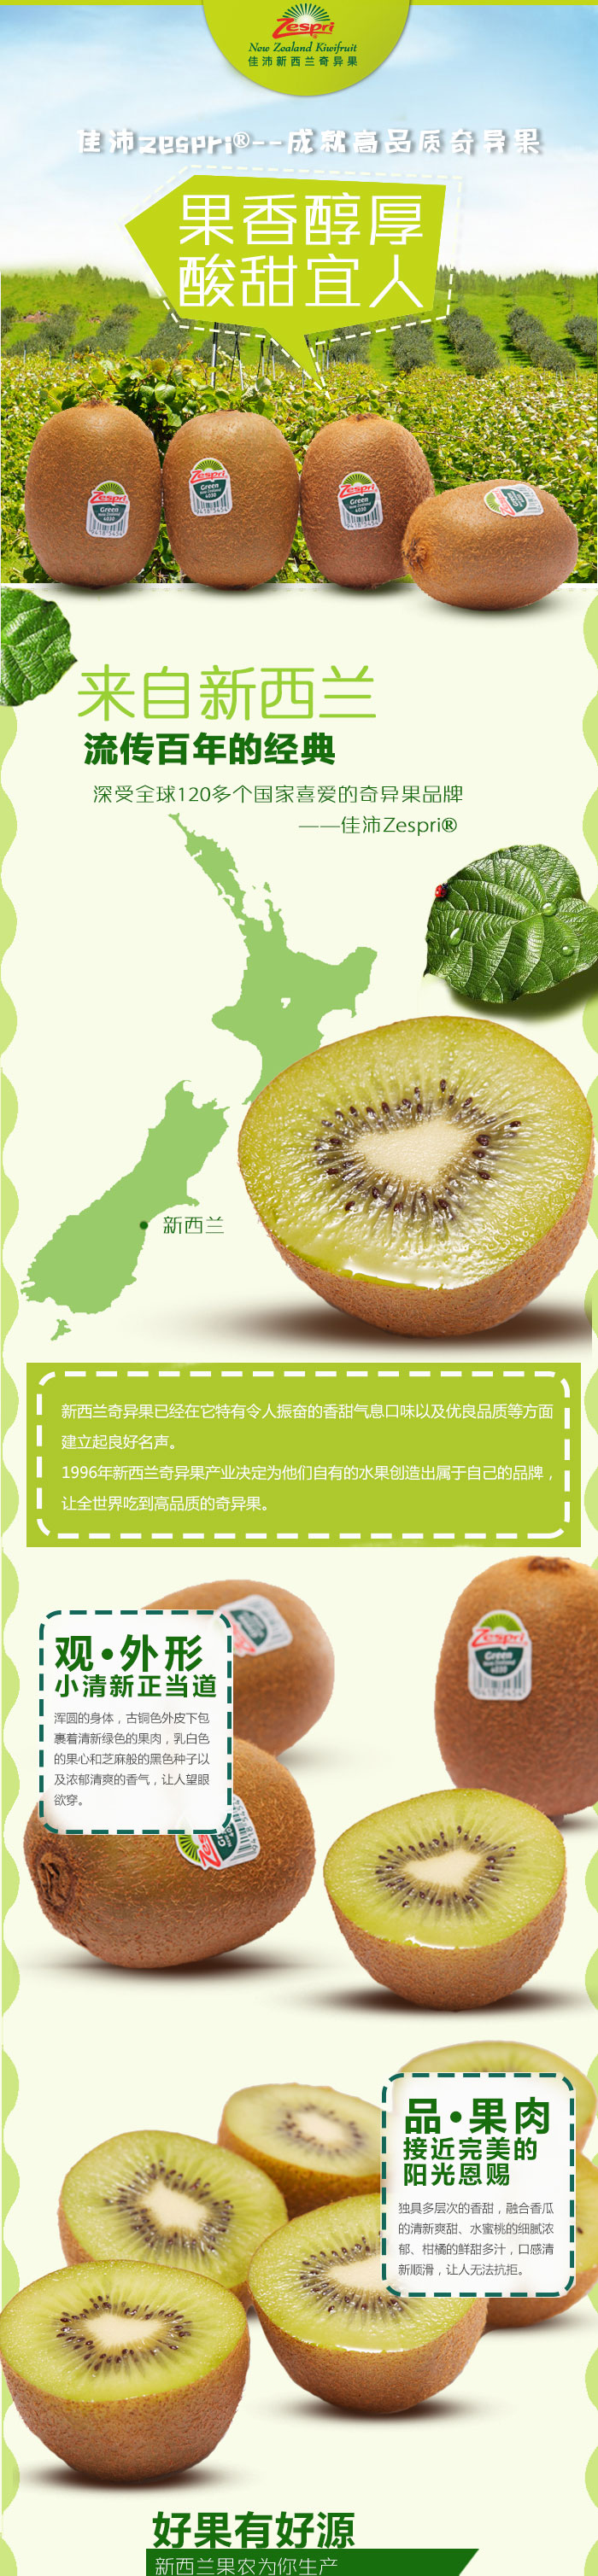 Zespri
New Zealand Kiwifruit
佳沛新西兰奇异果
佳沛zespri®--成就高品质奇异果
果香醇厚
酸甜宜人
Zespri
Green
4030
Zespri
Green
4030
Zespri
Green
4030
来自新西兰
流传百年的经典
深受全球120多个国家喜爱的奇异果品牌
——佳沛Zespri®
新西兰
新西兰奇异果已经在它特有令人振奋的香甜气息口味以及优良品质等方面
建立起良好名声。
1996年新西兰奇异果产业决定为他们自有的水果创造出属于自己的品牌，
让全世界吃到高品质的奇异果。
观·外形
小清新正当道
浑圆的身体，古铜色外皮下包
裹着清新绿色的果肉，乳白色
的果心和芝麻般的黑色种子以
及浓郁清爽的香气，让人望眼
欲穿。
Zespri
Green
品·果肉
接近完美的
阳光恩赐
独具多层次的香甜，融合香瓜
的清新爽甜、水蜜桃的细腻浓
郁、柑橘的鲜甜多汁，口感清
新顺滑，让人无法抗拒。
好果有好源
新西兰果农为你生产